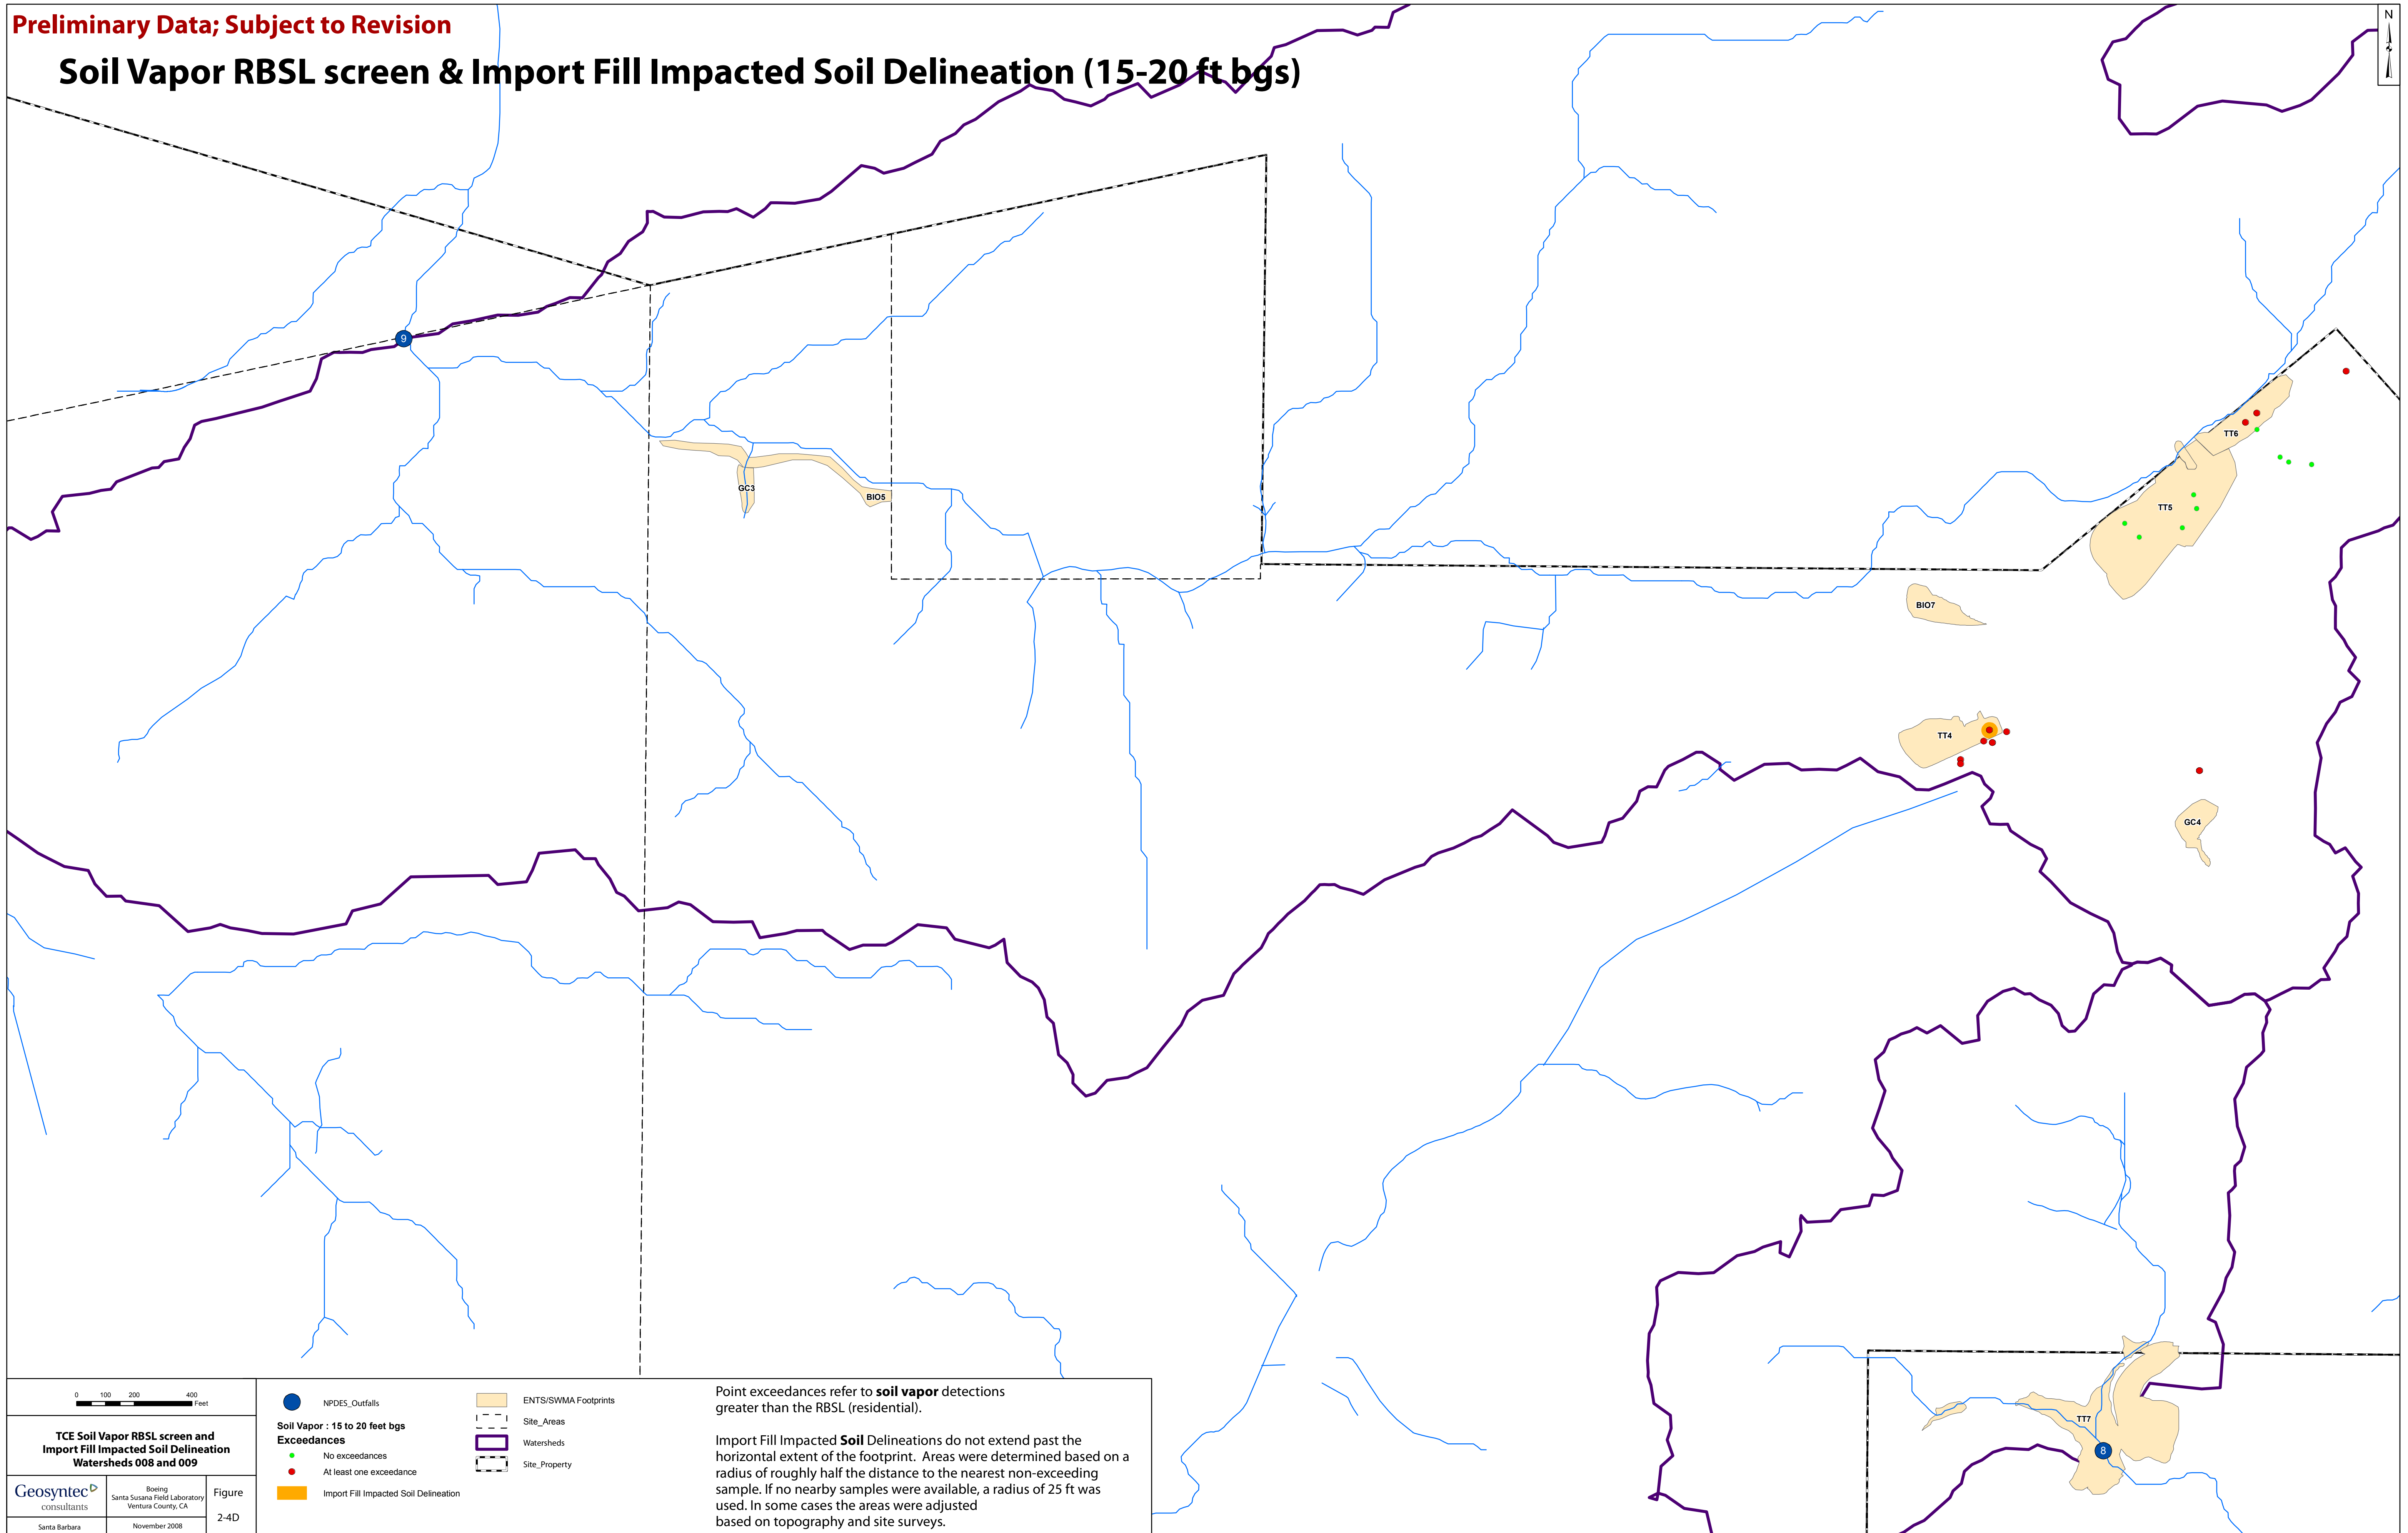 Preliminary Data; Subject to Revision
Soil Vapor RBSL screen & Import Fill Impacted Soil Delineation (15-20 ft bgs)
N
9
TT6
TT5
GC3
BIO5
BIO7
TT4
GC4
TT7
8
0 100 200 400
Feet
TCE Soil Vapor RBSL screen and
Import Fill Impacted Soil Delineation
Watersheds 008 and 009
Geosyntec
consultants
Boeing
Santa Susana Field Laboratory
Ventura County, CA
Figure
2-4D
Santa Barbara
November 2008
NPDES_Outfalls
Soil Vapor : 15 to 20 feet bgs
Exceedances
No exceedances
At least one exceedance
Import Fill Impacted Soil Delineation
ENTS/SWMA Footprints
Site_Areas
Watersheds
Site_Property
Point exceedances refer to soil vapor detections
greater than the RBSL (residential).
Import Fill Impacted Soil Delineations do not extend past the
horizontal extent of the footprint. Areas were determined based on a
radius of roughly half the distance to the nearest non-exceeding
sample. If no nearby samples were available, a radius of 25 ft was
used. In some cases the areas were adjusted
based on topography and site surveys.